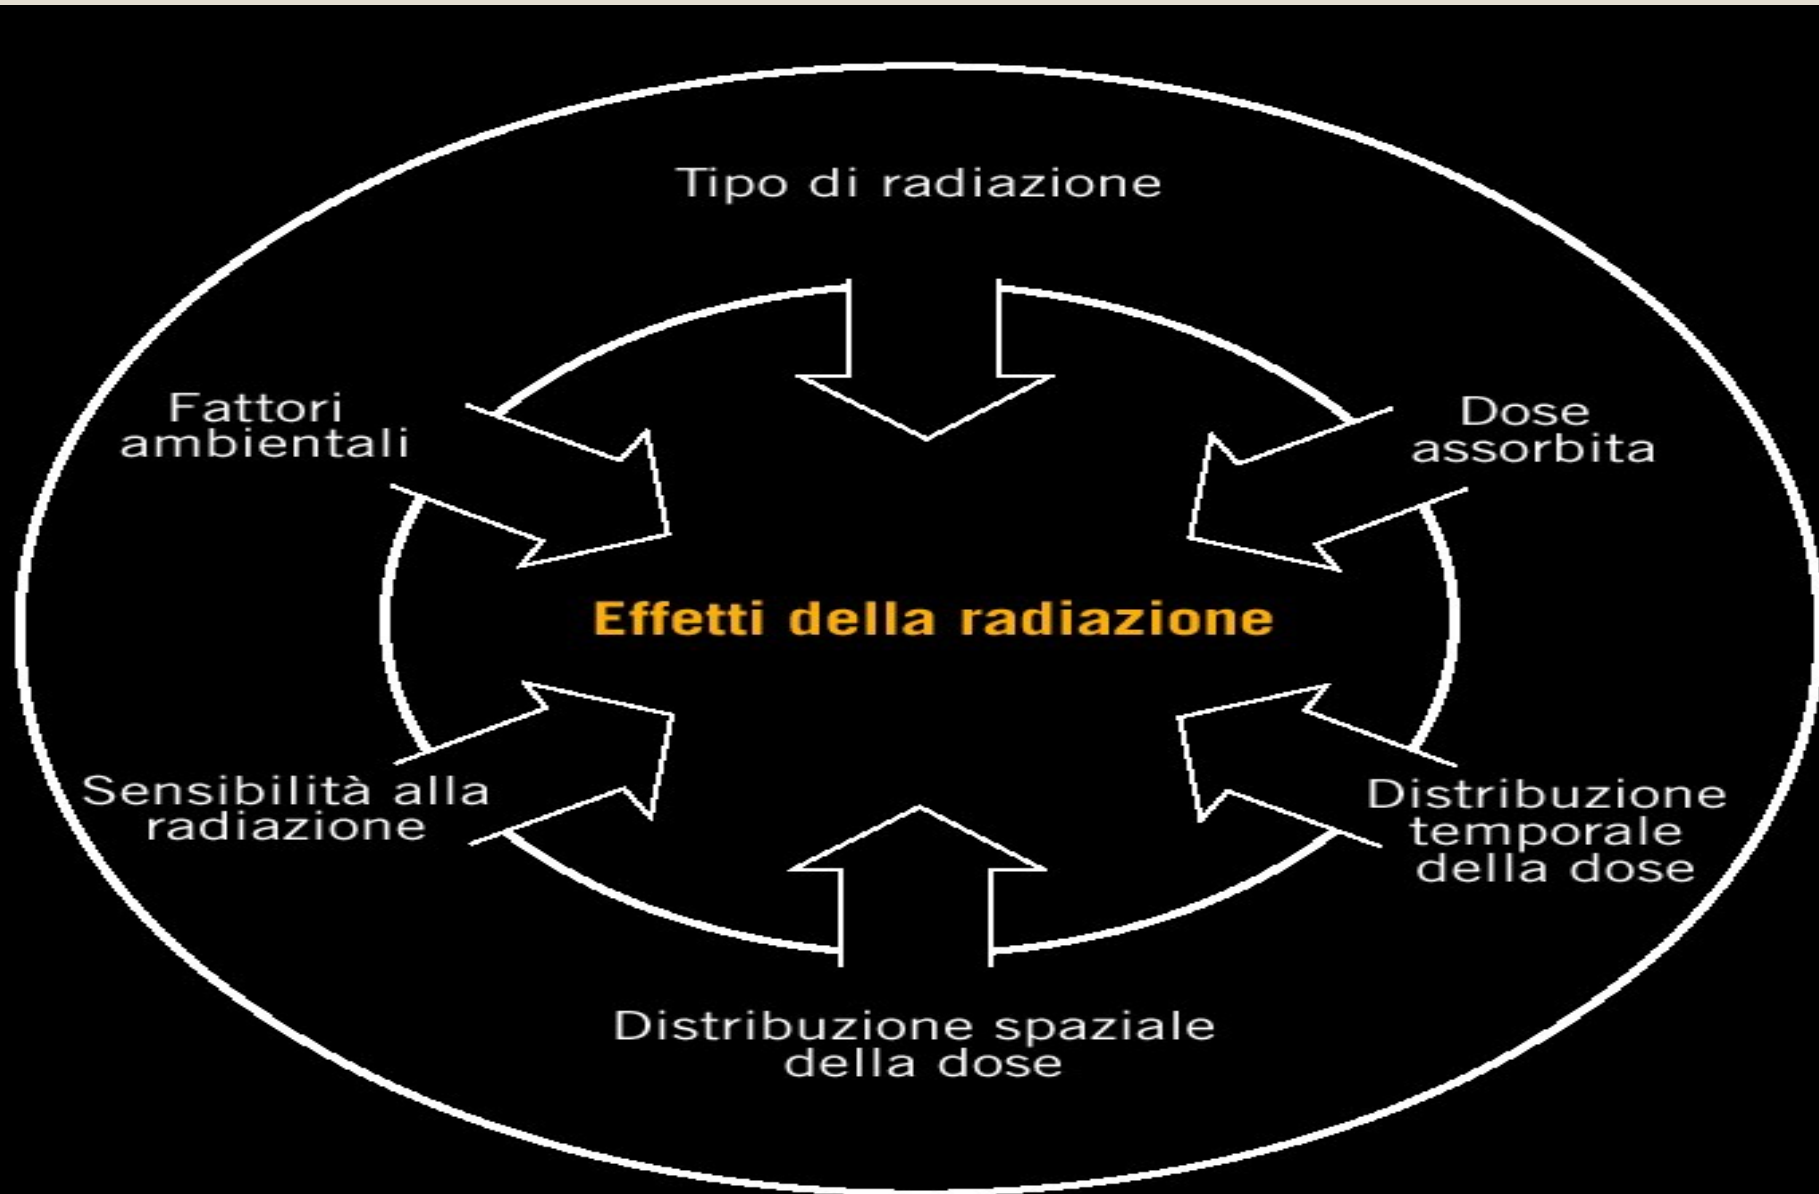 Tipo di radiazione
Fattori
ambientali
Dose
assorbita
Effetti della radiazione
Sensibilità alla
radiazione
Distribuzione
temporale
della dose
Distribuzione spaziale
della dose